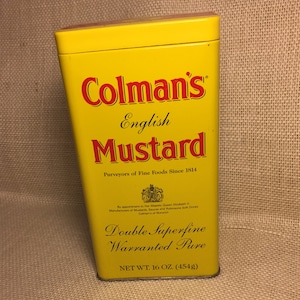 Colman's
English
Mustard
Purveyors of Fine Foods Since 1814
Double Superfine
Warranted Pure
NET WT. 16 OZ (454g)